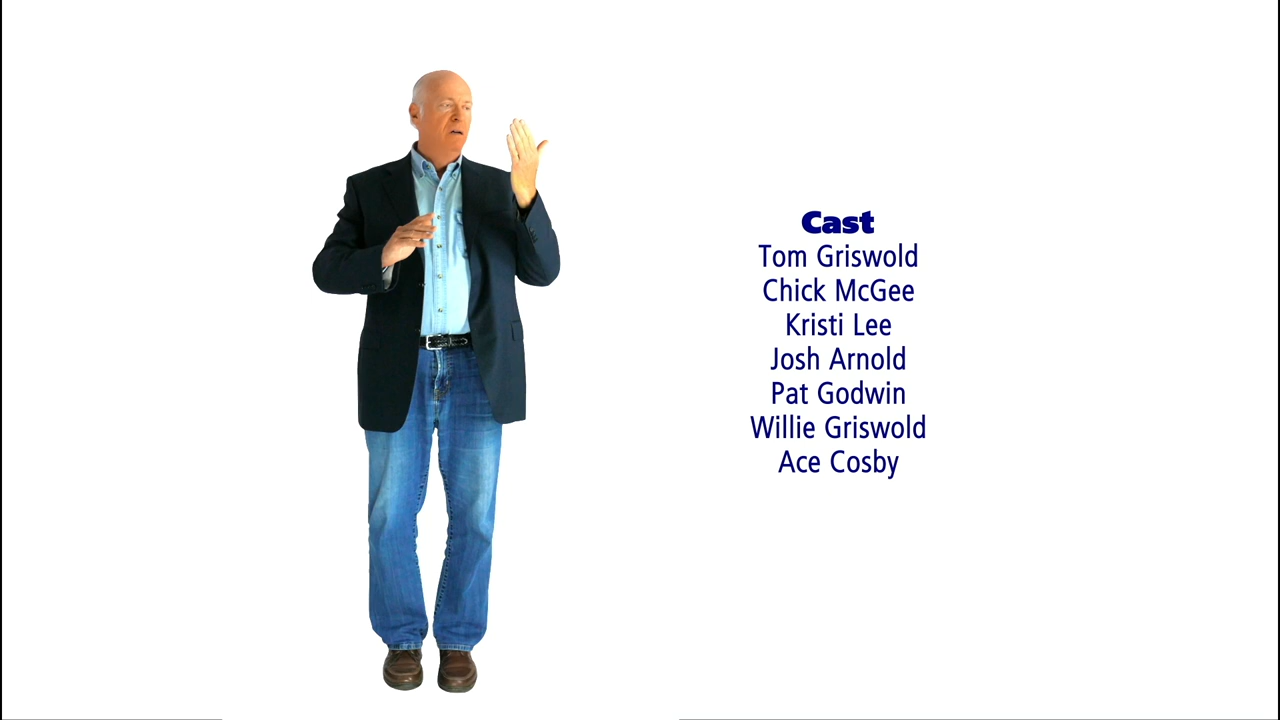 Cast
Tom Griswold
Chick McGee
Kristi Lee
Josh Arnold
Pat Godwin
Willie Griswold
Ace Cosby